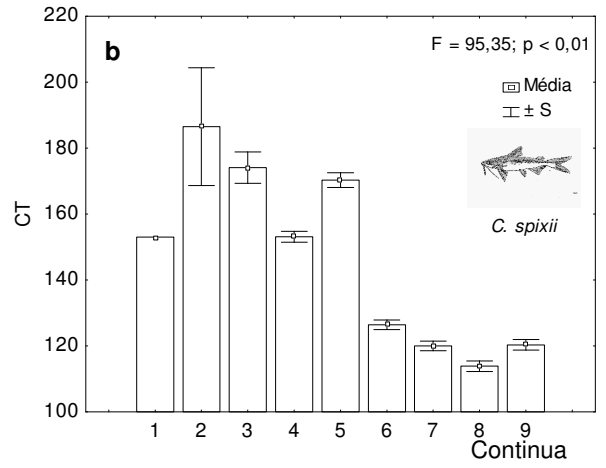 220
b
F = 95,35; p < 0,01
Média
± S
200
180
160
140
120
100
CT
C. spixii
1 2 3 4 5 6 7 8 9
Continua